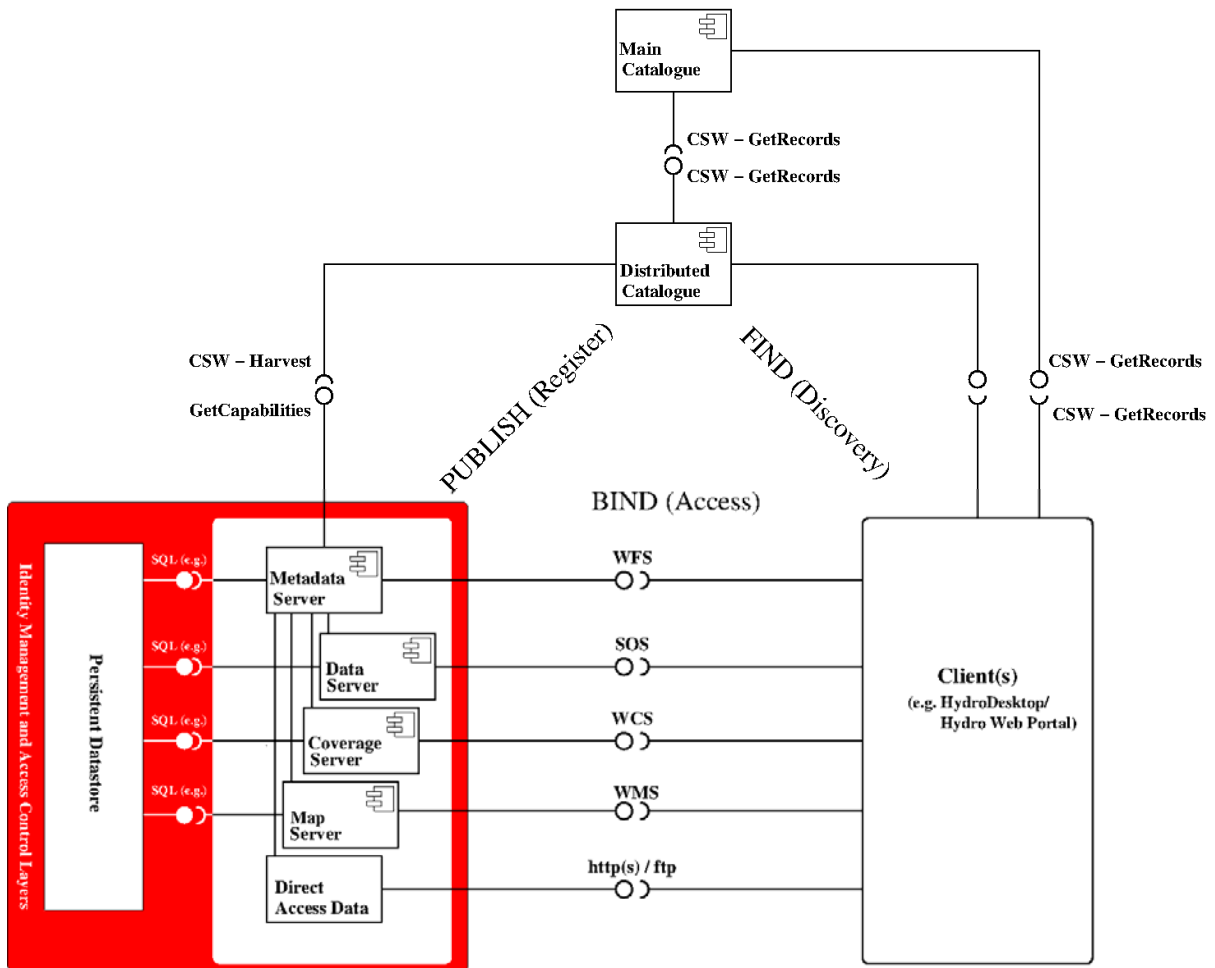 Main
Catalogue
CSW – GetRecords
CSW – GetRecords
Distributed
Catalogue
CSW – Harvest
GetCapabilities
PUBLISH (Register)
FIND (Discovery)
CSW – GetRecords
CSW – GetRecords
BIND (Access)
Identity Management and Access Control Layers
Persistent Datastore
SQL (e.g.)
Metadata
Server
WFS
SQL (e.g.)
Data
Server
SOS
SQL (e.g.)
Coverage
Server
WCS
SQL (e.g.)
Map
Server
WMS
Direct
Access Data
http(s) / ftp
Client(s)
(e.g. HydroDesktop/
Hydro Web Portal)